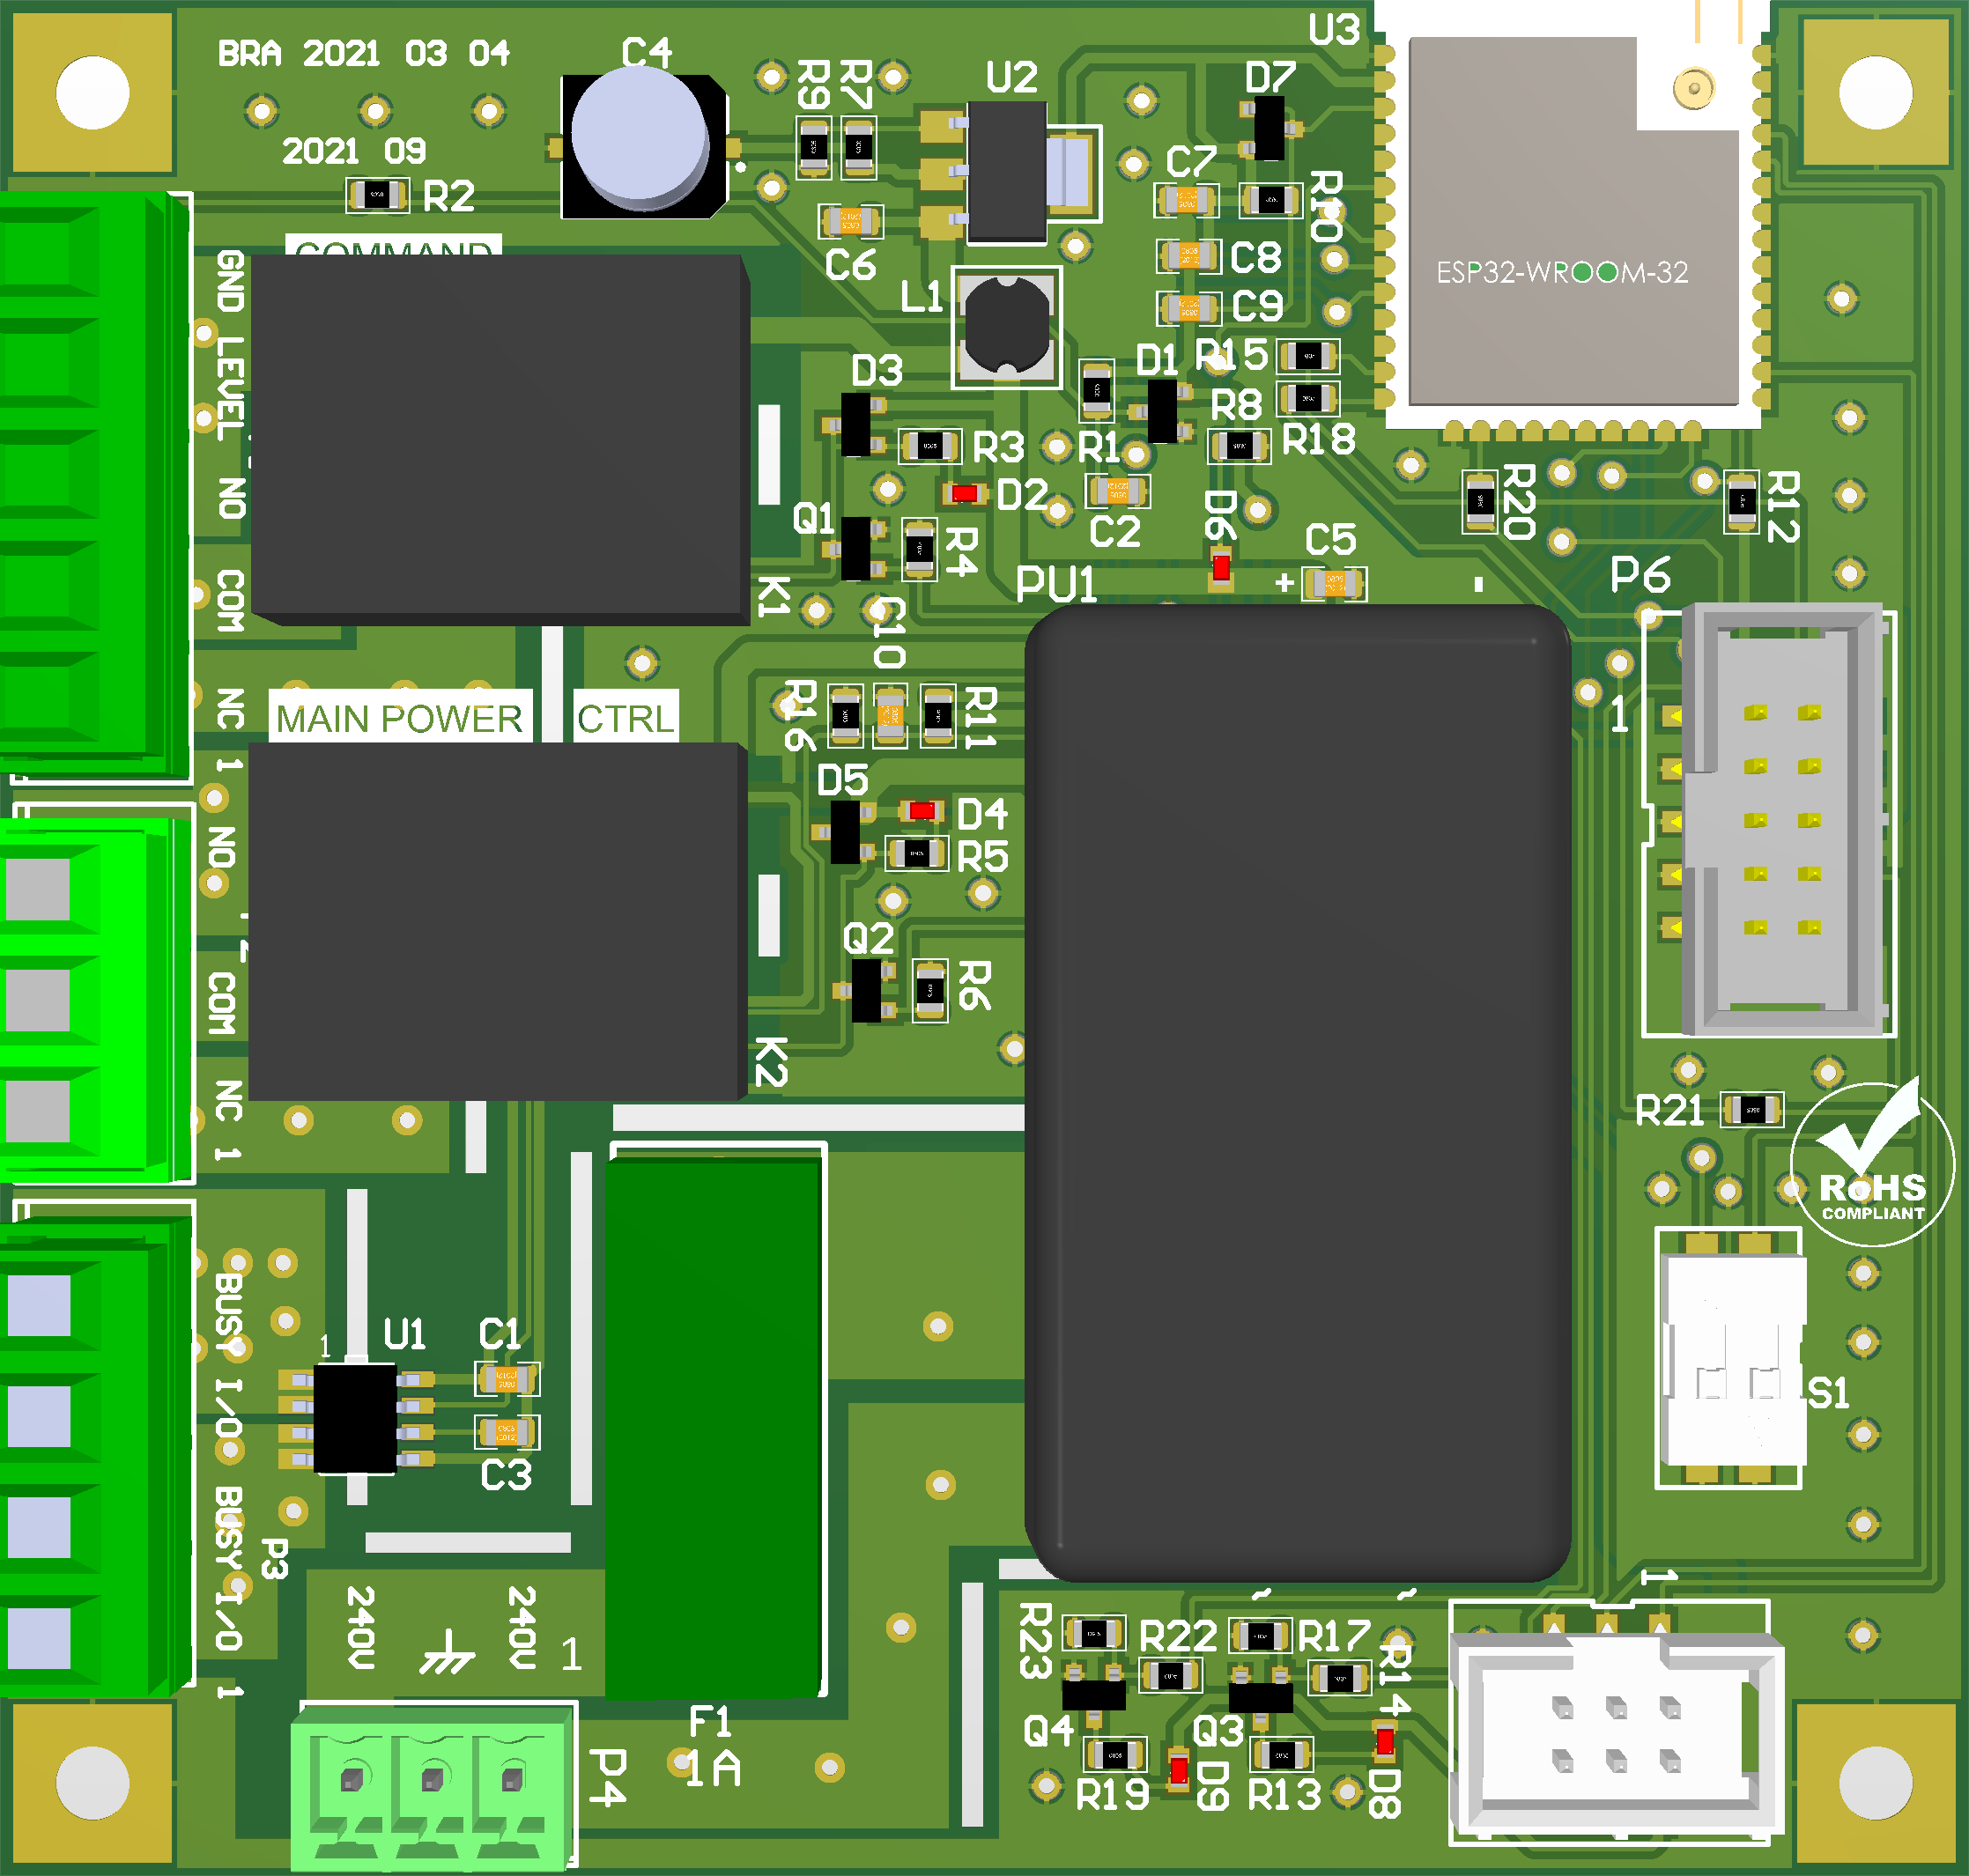 BRA 2021 03 04
C4
R9
R7
U2
D7
U3
2021 09
R2
C7
R10
COMMAND
C6
C8
ESP32-WROOM-32
GND
LEVEL
NO
COM
NC
1
L1
C9
R15
D1
D3
R8
R3
R1
R18
D2
D6
C2
R20
R12
Q1
R4
C5
K1
PU1
+
-
P6
C10
MAIN POWER
CTRL
R16
R11
1
D5
D4
R5
NO
COM
NC
1
Q2
R6
K2
R21
RoHS
COMPLIANT
BUSY
I/O
BUSY
I/O
1
P3
1
U1
C1
C3
S1
240V
240V
1
F1
1A
P4
~
~
1
R23
R22
R17
R14
Q4
Q3
R19
D9
R13
D8